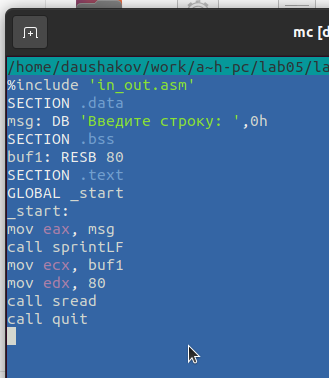 mc [d
/home/daushakov/work/a~h-pc/lab05/la
%include 'in_out.asm'
SECTION .data
msg: DB 'Введите строку: ',0h
SECTION .bss
buf1: RESB 80
SECTION .text
GLOBAL _start
_start:
mov eax, msg
call sprintLF
mov ecx, buf1
mov edx, 80
call sread
call quit